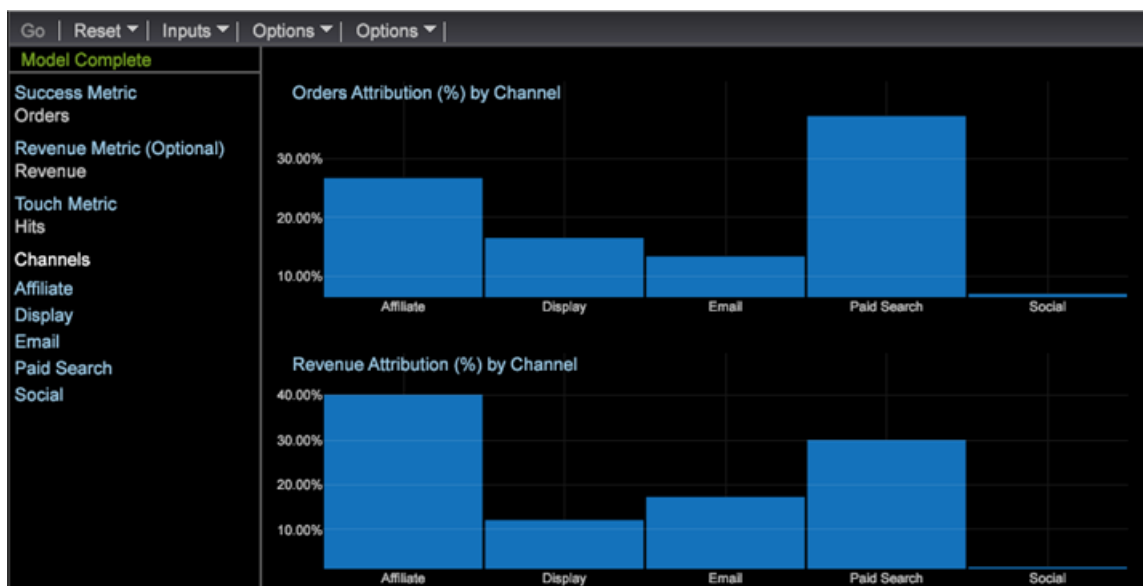 Go | Reset ▼ | Inputs ▼ | Options ▼ | Options ▼ |
Model Complete
Success Metric
Orders
Revenue Metric (Optional)
Revenue
Touch Metric
Hits
Channels
Affiliate
Display
Email
Paid Search
Social
Orders Attribution (%) by Channel
30.00%
20.00%
10.00%
Affiliate Display Email Paid Search Social
Revenue Attribution (%) by Channel
40.00%
30.00%
20.00%
10.00%
Affiliate Display Email Paid Search Social